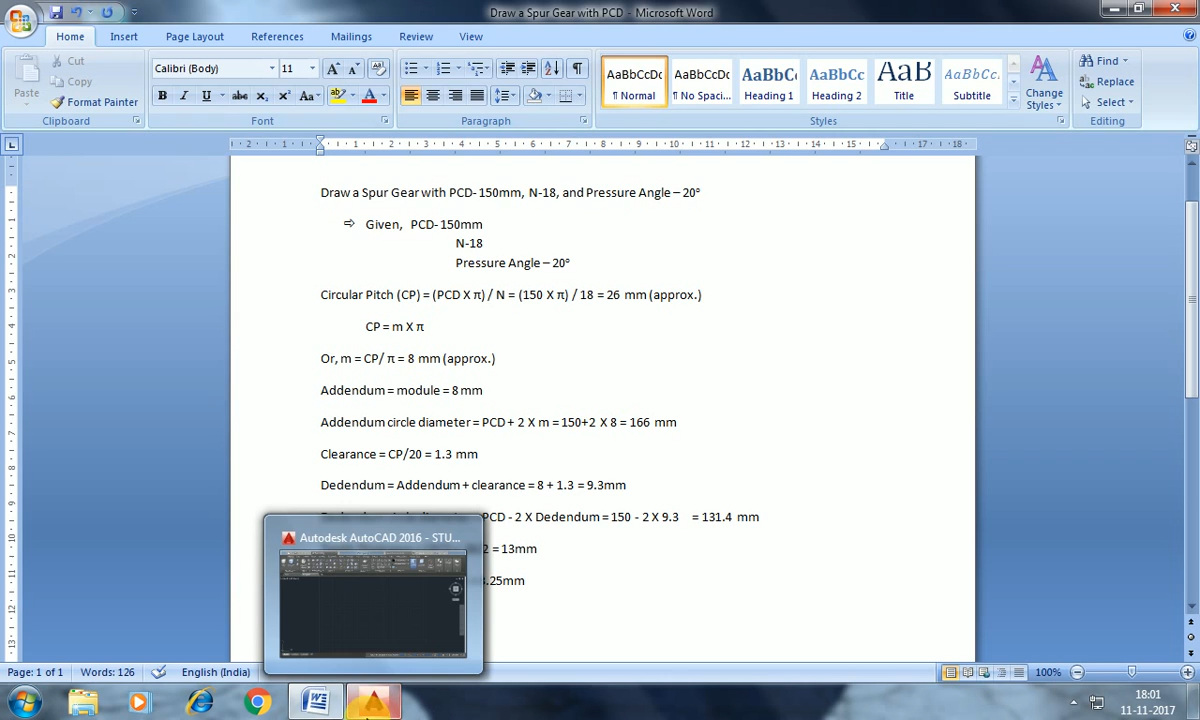 Draw a Spur Gear with PCD - Microsoft Word
Home Insert Page Layout References Mailings Review View
Paste
Cut
Copy
Format Painter
Clipboard
Calibri (Body) 11
Font
Paragraph
AaBbCcDc AaBbCcDc AaBbC AaBbCc AaB AaBbCc.
¶ Normal ¶ No Spaci... Heading 1 Heading 2 Title Subtitle
Change Styles
Styles
Find
Replace
Select
Editing
Draw a Spur Gear with PCD- 150mm, N-18, and Pressure Angle – 20°
⇨ Given, PCD- 150mm
N-18
Pressure Angle – 20°
Circular Pitch (CP) = (PCD X π) / N = (150 X π) / 18 = 26 mm (approx.)
CP = m X π
Or, m = CP/ π = 8 mm (approx.)
Addendum = module = 8 mm
Addendum circle diameter = PCD + 2 X m = 150+2 X 8 = 166 mm
Clearance = CP/20 = 1.3 mm
Dedendum = Addendum + clearance = 8 + 1.3 = 9.3mm
PCD - 2 X Dedendum = 150 - 2 X 9.3 = 131.4 mm
2 = 13mm
.25mm
Autodesk AutoCAD 2016 - STU...
Page: 1 of 1 Words: 126 English (India) 100%
18:01
11-11-2017